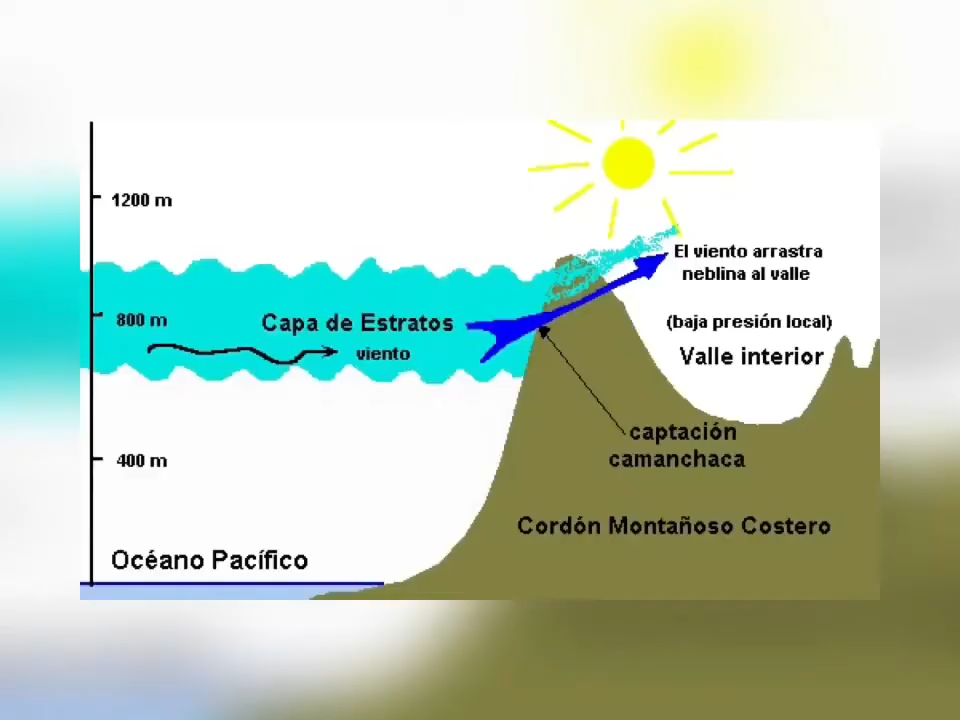 1200 m
El viento arrastra
neblina al valle
800 m
Capa de Estratos
(baja presión local)
viento
Valle interior
captación
400 m
camanchaca
Cordón Montañoso Costero
Océano Pacífico